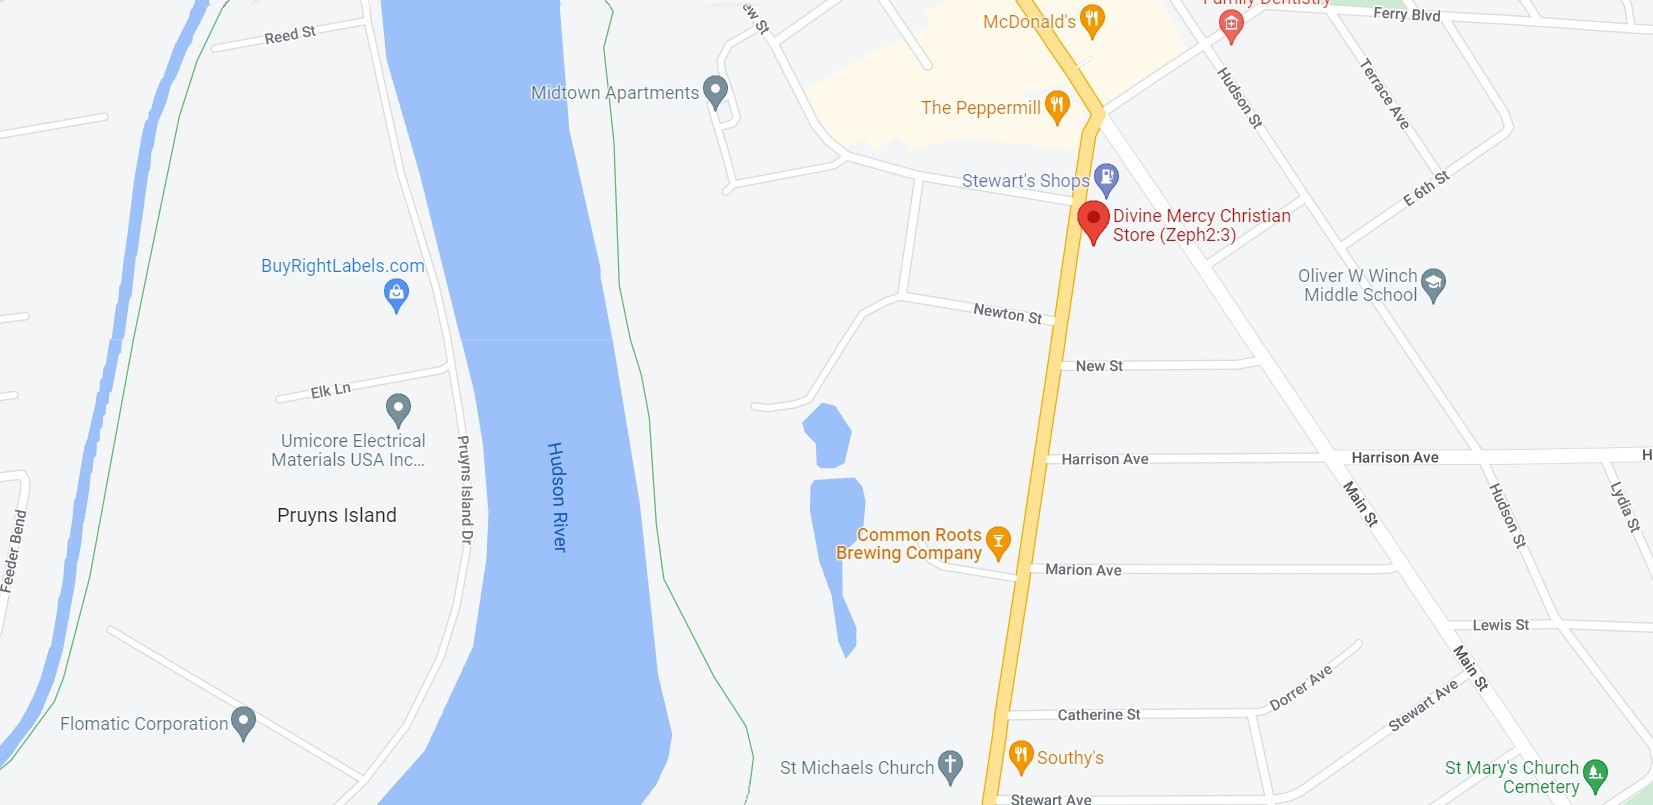 Family Dentistry
McDonald's
Ferry Blvd
ew St
Reed St
Midtown Apartments
Hudson St
Terrace Ave
The Peppermill
Stewart's Shops
E 6th St
Divine Mercy Christian
Store (Zeph2:3)
BuyRightLabels.com
Oliver W Winch
Middle School
Newton St
New St
Elk Ln
Umicore Electrical
Materials USA Inc...
Pruyns Island Dr
Hudson River
Harrison Ave
Harrison Ave
H
Main St
Hudson St
Lydia St
Pruyns Island
Feeder Bend
Common Roots
Brewing Company
Marion Ave
Lewis St
Main St
Dorrer Ave
Stewart Ave
Catherine St
Flomatic Corporation
St Michaels Church
Southy's
St Mary's Church
Cemetery
Stewart Ave